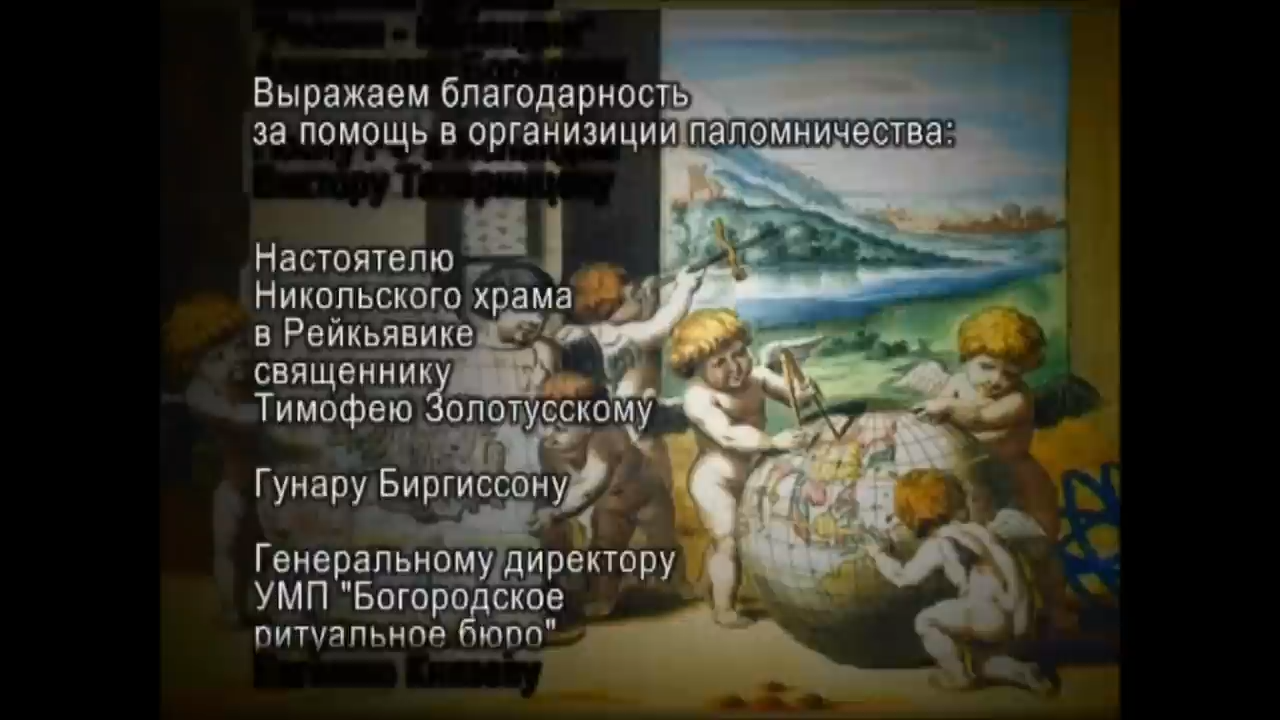 Выражаем благодарность
за помощь в организиции паломничества:
Настоятелю
Никольского храма
в Рейкьявике
священнику
Тимофею Золотусскому
Гунару Биргиссону
Генеральному директору
УМП "Богородское
ритуальное бюро"